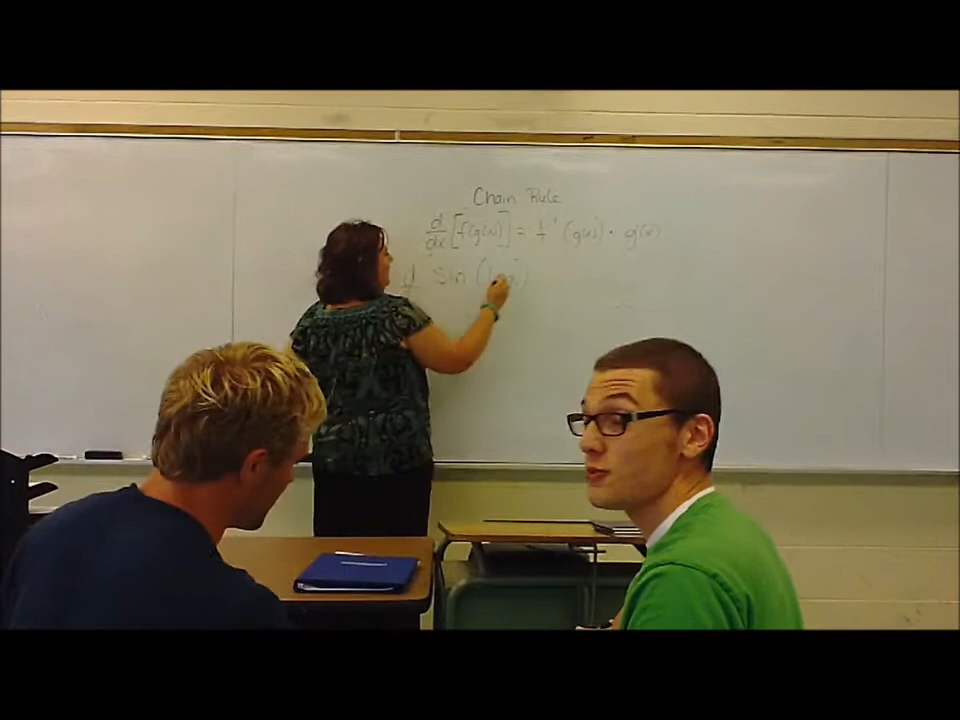 Chain Rule
d/dx [f(g(x))] = f'(g(x)) · g'(x)
y sin (